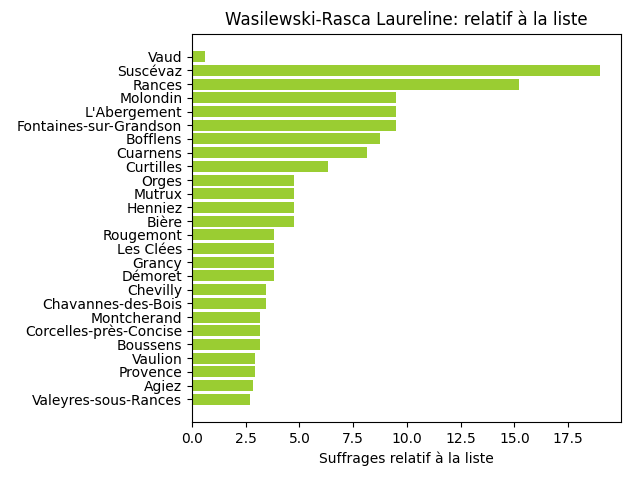 Wasilewski-Rasca Laureline: relatif à la liste
Vaud
Suscévaz
Rances
Molondin
L'Abergement
Fontaines-sur-Grandson
Bofflens
Cuarnens
Curtilles
Orges
Mutrux
Henniez
Bière
Rougemont
Les Clées
Grancy
Démoret
Chevilly
Chavannes-des-Bois
Montcherand
Corcelles-près-Concise
Boussens
Vaulion
Provence
Agiez
Valeyres-sous-Rances
0.0 2.5 5.0 7.5 10.0 12.5 15.0 17.5
Suffrages relatif à la liste